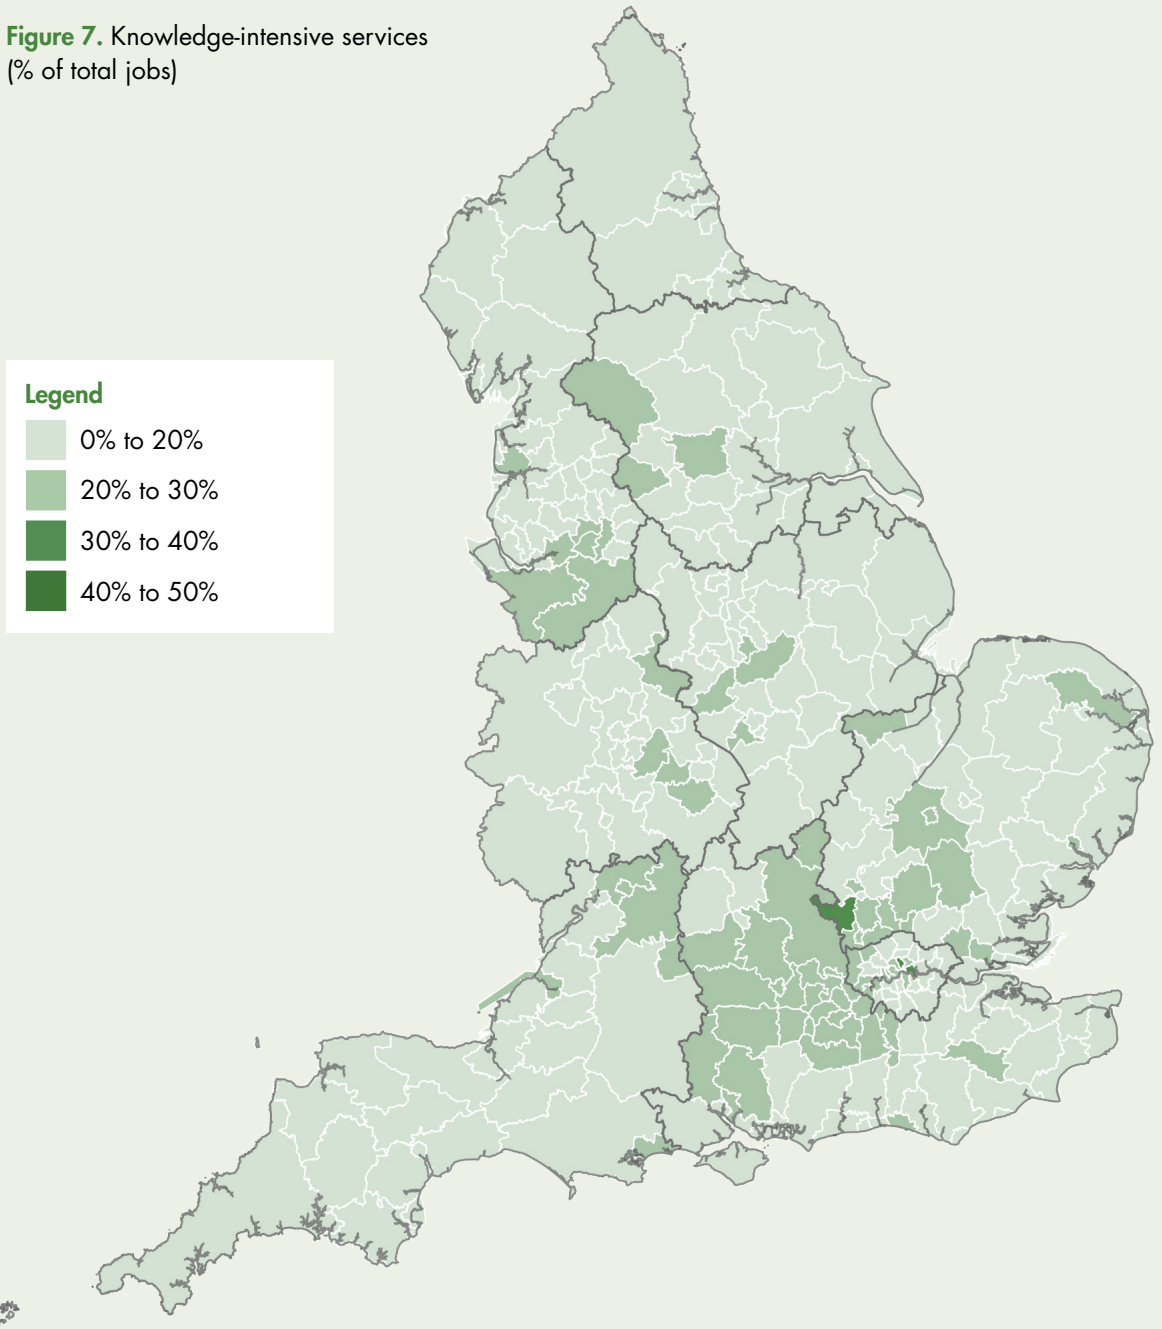 Figure 7. Knowledge-intensive services
(% of total jobs)
Legend
0% to 20%
20% to 30%
30% to 40%
40% to 50%